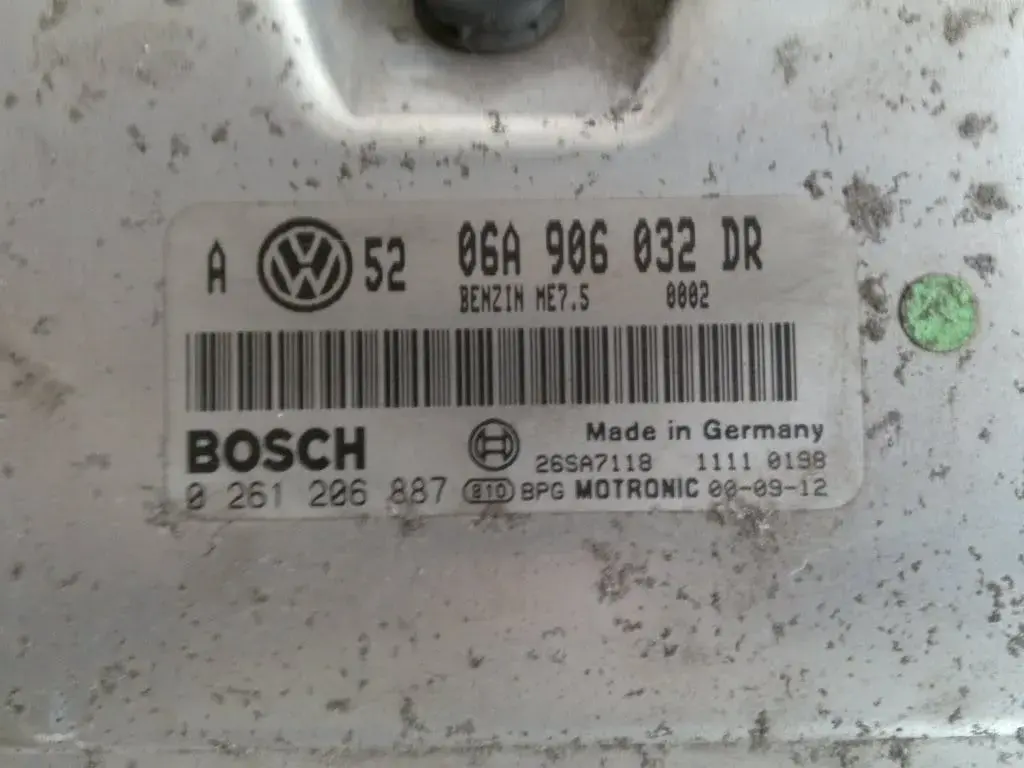 A VW 52 06A 906 032 DR
BENZIN ME7.5 0002
BOSCH Made in Germany
26SA7118 1111 0198
0 261 206 887 810 BPG MOTRONIC 00-09-12